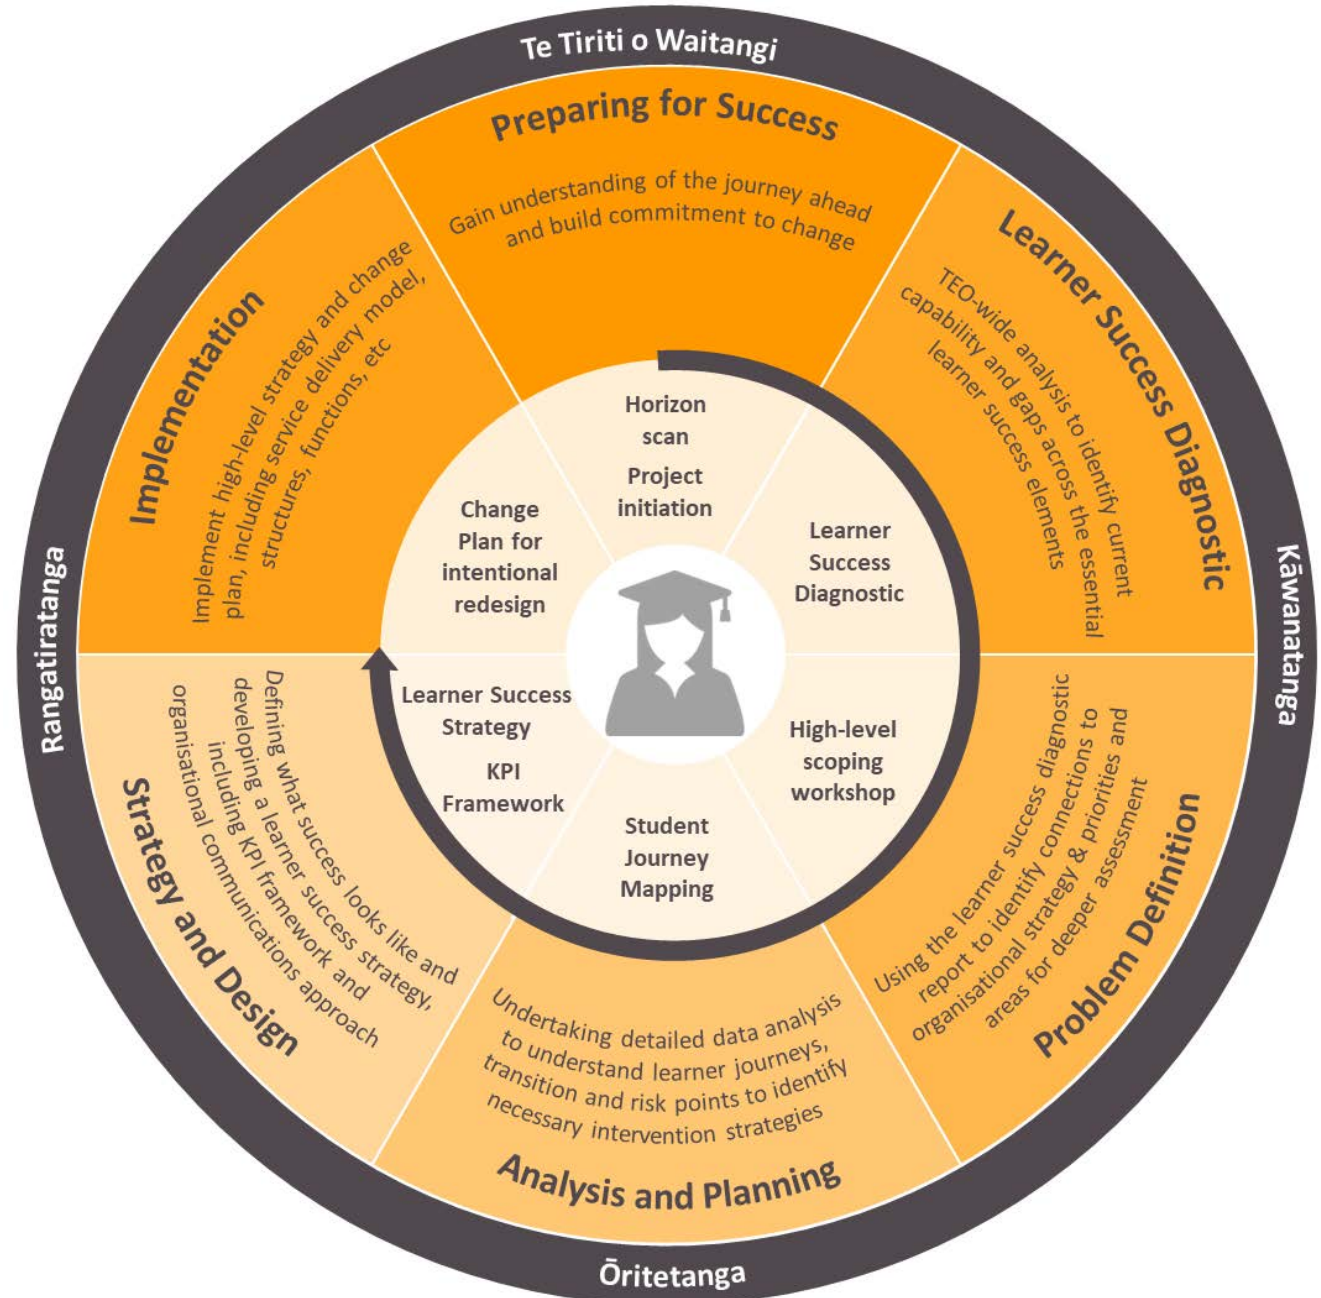 Te Tiriti o Waitangi
Preparing for Success
Gain understanding of the journey ahead
and build commitment to change
Learner Success Diagnostic
TEO-wide analysis to identify current
capability and gaps across the essential
learner success elements
Kāwanatanga
Problem Definition
Using the learner success diagnostic
report to identify connections to
organisational strategy & priorities and
areas for deeper assessment
Analysis and Planning
Undertaking detailed data analysis
to understand learner journeys,
transition and risk points to identify
necessary intervention strategies
Ōritetanga
Strategy and Design
Defining what success looks like and
developing a learner success strategy,
including KPI framework and
organisational communications approach
Rangatiratanga
Implementation
Implement high-level strategy and change
plan, including service delivery model,
structures, functions, etc
Horizon
scan
Project
initiation
Learner
Success
Diagnostic
High-level
scoping
workshop
Student
Journey
Mapping
Learner Success
Strategy
KPI
Framework
Change
Plan for
intentional
redesign